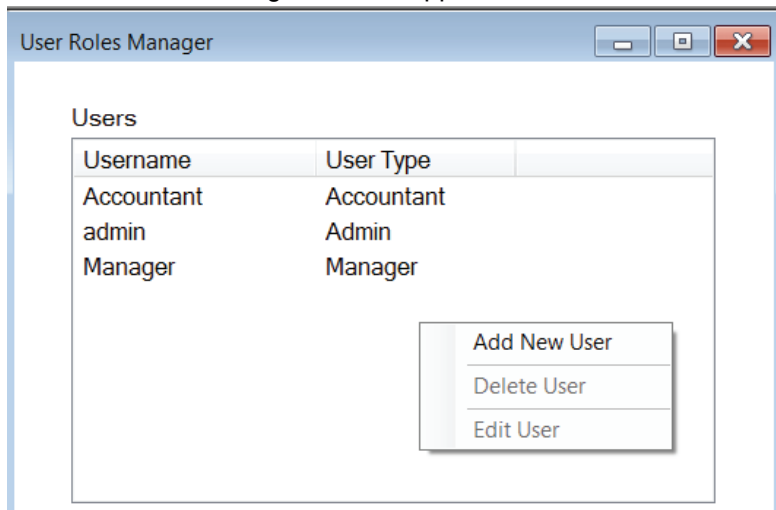 User Roles Manager
Users
Username User Type
Accountant Accountant
admin Admin
Manager Manager
Add New User
Delete User
Edit User